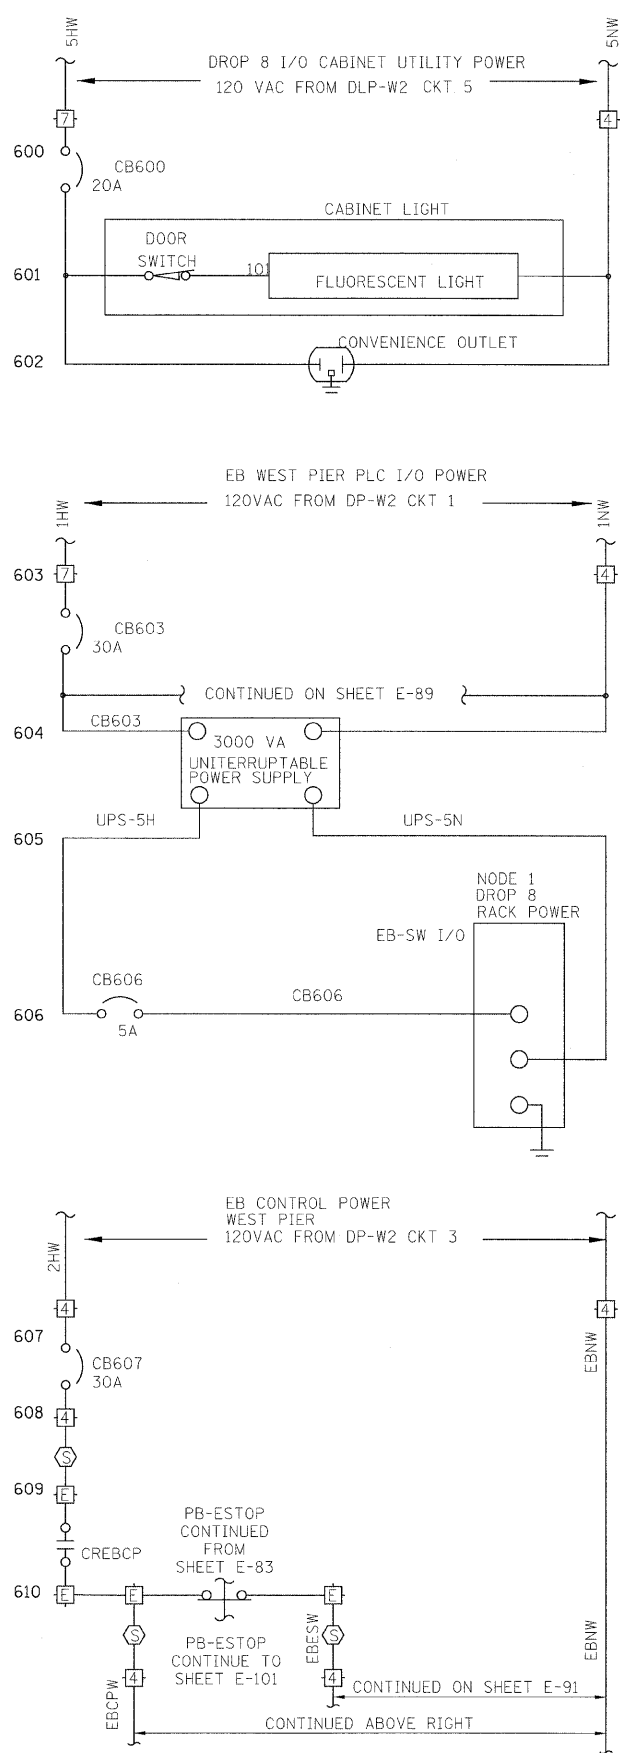 5HW
5NW
DROP 8 I/O CABINET UTILITY POWER
120 VAC FROM DLP-W2 CKT 5
7
4
600
CB600
20A
CABINET LIGHT
DOOR
SWITCH
601
101
FLUORESCENT LIGHT
CONVENIENCE OUTLET
602
EB WEST PIER PLC I/O POWER
120VAC FROM DP-W2 CKT 1
1HW
1NW
603
7
4
CB603
30A
CONTINUED ON SHEET E-89
604
CB603
3000 VA
UNITERRUPTABLE
POWER SUPPLY
UPS-5H
UPS-5N
605
NODE 1
DROP 8
RACK POWER
EB-SW I/O
CB606
CB606
606
5A
EB CONTROL POWER
WEST PIER
120VAC FROM DP-W2 CKT 3
2HW
4
4
607
EBNW
CB607
30A
608
4
S
609
E
PB-ESTOP
CONTINUED
FROM
SHEET E-83
CREBCP
610
E
E
E
S
PB-ESTOP
CONTINUE TO
SHEET E-101
EBESW
S
EBNW
4
4
EBCPW
CONTINUED ON SHEET E-91
CONTINUED ABOVE RIGHT